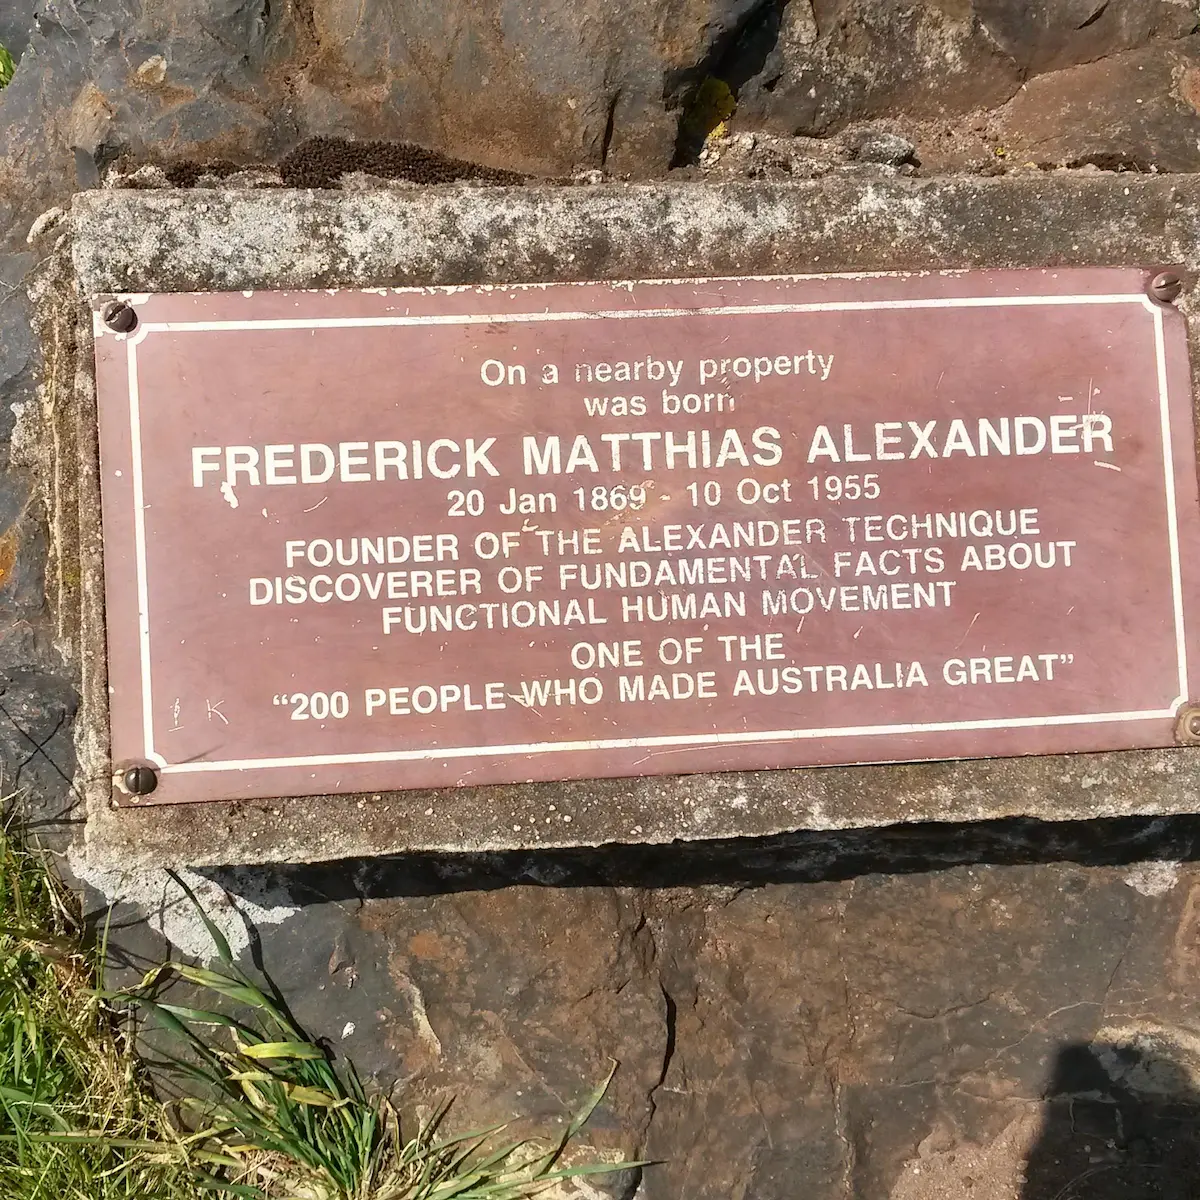 On a nearby property
was born
FREDERICK MATTHIAS ALEXANDER
20 Jan 1869 - 10 Oct 1955
FOUNDER OF THE ALEXANDER TECHNIQUE
DISCOVERER OF FUNDAMENTAL FACTS ABOUT
FUNCTIONAL HUMAN MOVEMENT
ONE OF THE
“200 PEOPLE WHO MADE AUSTRALIA GREAT”